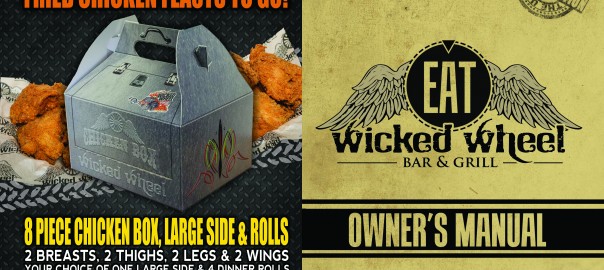 FRIED CHICKEN FEASTS TO GO!
CHICKEN BOX
wicked wheel
8 PIECE CHICKEN BOX, LARGE SIDE & ROLLS
2 BREASTS, 2 THIGHS, 2 LEGS & 2 WINGS
YOUR CHOICE OF ONE LARGE SIDE & 4 DINNER ROLLS
EAT
wicked wheel
BAR & GRILL
OWNER'S MANUAL